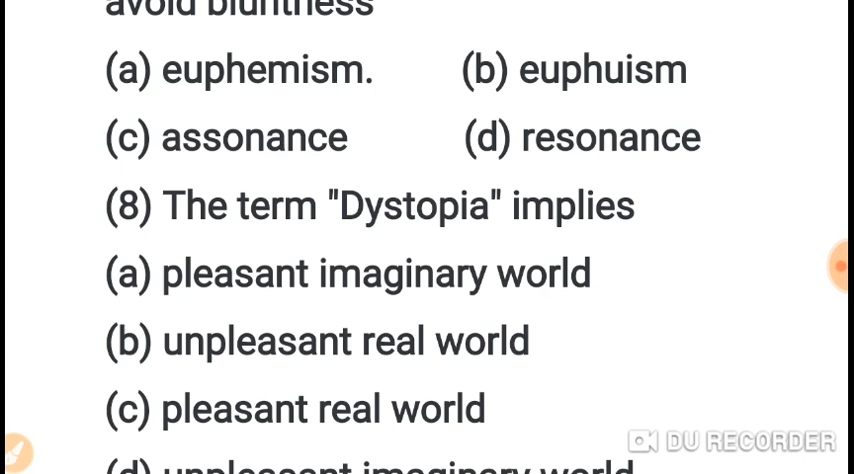 avoid bluntness
(a) euphemism. (b) euphuism
(c) assonance (d) resonance
(8) The term "Dystopia" implies
(a) pleasant imaginary world
(b) unpleasant real world
(c) pleasant real world
DU RECORDER
(d) unpleasant imaginary world